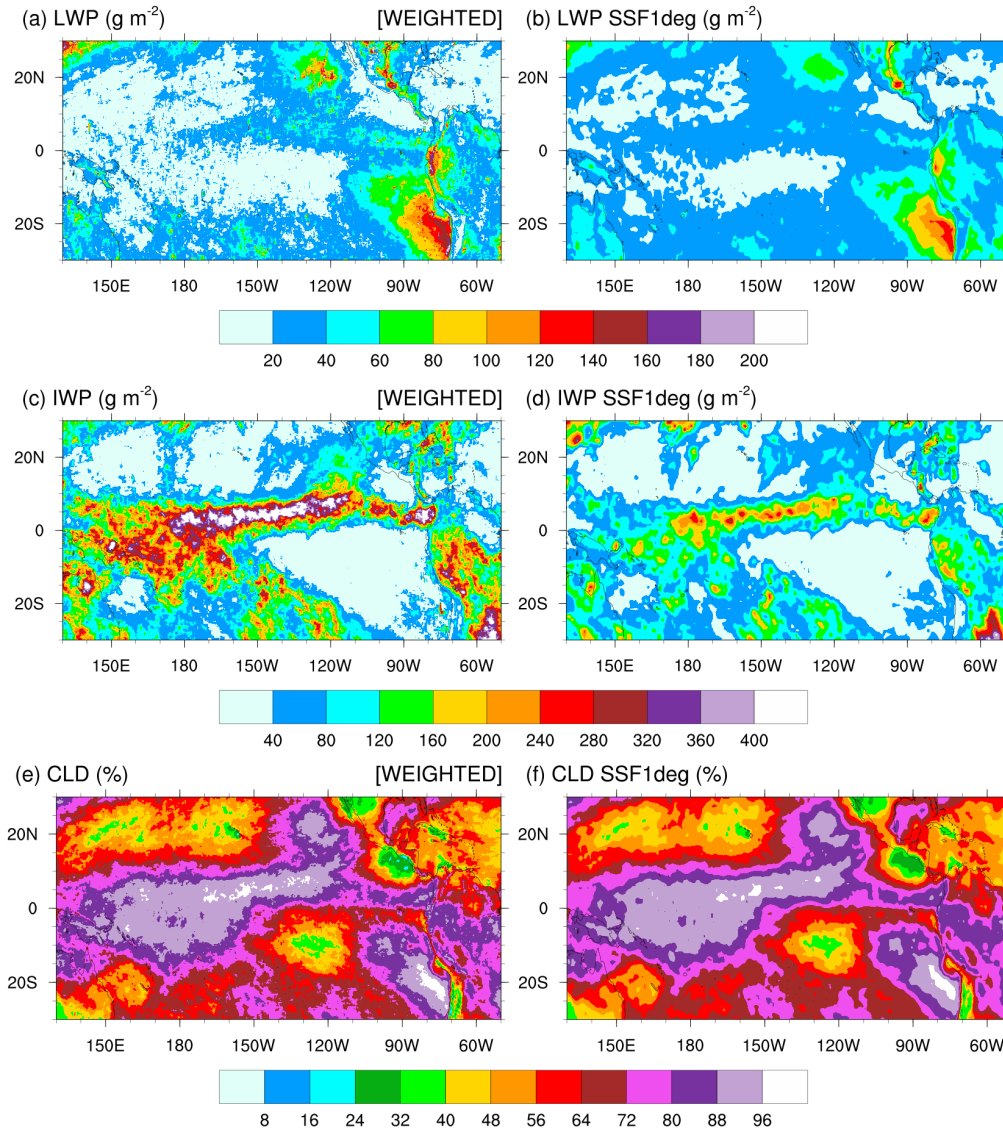 (a) LWP (g m⁻²) [WEIGHTED] (b) LWP SSF1deg (g m⁻²)
20N 20N
0 0
20S 20S
150E 180 150W 120W 90W 60W 150E 180 150W 120W 90W 60W
20 40 60 80 100 120 140 160 180 200
(c) IWP (g m⁻²) [WEIGHTED] (d) IWP SSF1deg (g m⁻²)
20N 20N
0 0
20S 20S
150E 180 150W 120W 90W 60W 150E 180 150W 120W 90W 60W
40 80 120 160 200 240 280 320 360 400
(e) CLD (%) [WEIGHTED] (f) CLD SSF1deg (%)
20N 20N
0 0
20S 20S
150E 180 150W 120W 90W 60W 150E 180 150W 120W 90W 60W
8 16 24 32 40 48 56 64 72 80 88 96